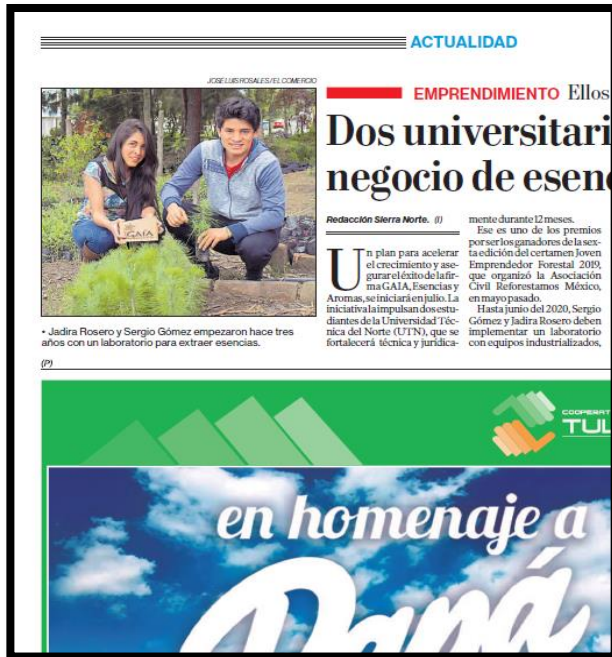 ACTUALIDAD
JOSE LUIS ROSALES / EL COMERCIO
GAIA
• Jadira Rosero y Sergio Gómez empezaron hace tres
años con un laboratorio para extraer esencias.
(P)
EMPRENDIMIENTO Ellos
Dos universitari
negocio de esen
Redacción Sierra Norte. (I)
Un plan para acelerar
el crecimiento y ase-
gurar el éxito de la fir-
ma GAIA, Esencias y
Aromas, se iniciará en julio. La
iniciativa la impulsan dos estu-
diantes de la Universidad Téc-
nica del Norte (UTN), que se
fortalecerá técnica y jurídica-
mente durante 12 meses.
Ese es uno de los premios
por ser los ganadores de la sex-
ta edición del certamen Joven
Emprendedor Forestal 2019,
que organizó la Asociación
Civil Reforestamos México,
en mayo pasado.
Hasta junio del 2020, Sergio
Gómez y Jadira Rosero deben
implementar un laboratorio
con equipos industrializados,
COOPERAT
TUL
en homenaje a
Papá